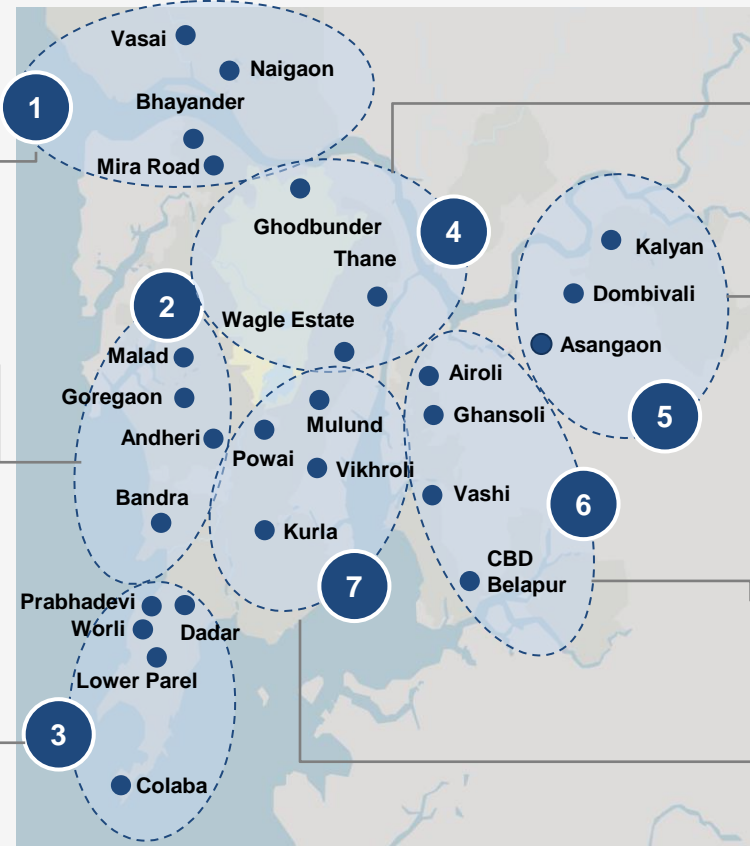 Vasai
Naigaon
1
Bhayander
Mira Road
Ghodbunder
4
Thane
Kalyan
2
Dombivali
Wagle Estate
Malad
Asangaon
Airoli
Goregaon
Mulund
Ghansoli
5
Andheri
Powai
Vikhroli
Bandra
Vashi
6
Kurla
CBD
Belapur
7
Prabhadevi
Worli
Dadar
Lower Parel
3
Colaba